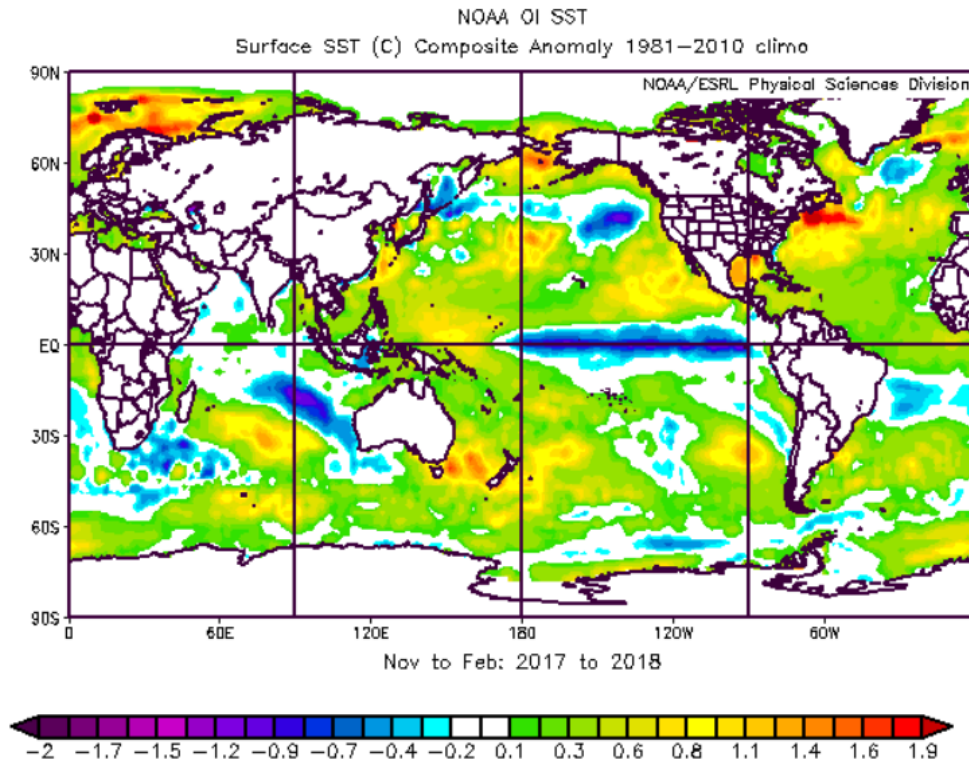 NOAA OI SST
Surface SST (C) Composite Anomaly 1981-2010 climo
90N
NOAA/ESRL Physical Sciences Division
60N
30N
EQ
30S
60S
90S
0 60E 120E 180 120W 60W
Nov to Feb: 2017 to 2018
-2 -1.7 -1.5 -1.2 -0.9 -0.7 -0.4 -0.2 0.1 0.3 0.6 0.8 1.1 1.4 1.6 1.9